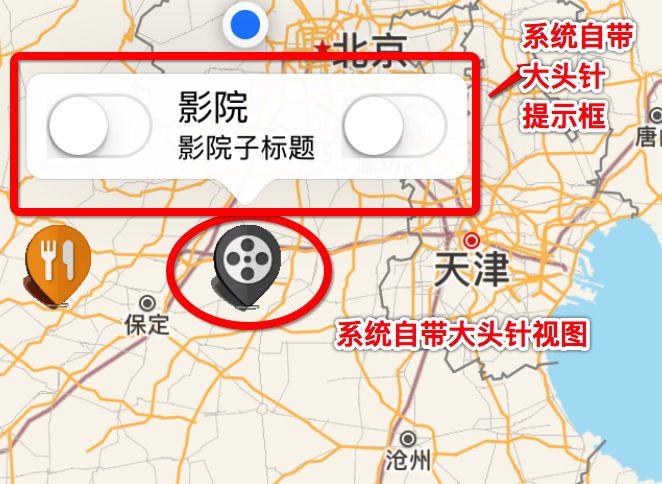 北京
系统自带
大头针
提示框
影院
影院子标题
唐
天津
保定
系统自带大头针视图
沧州